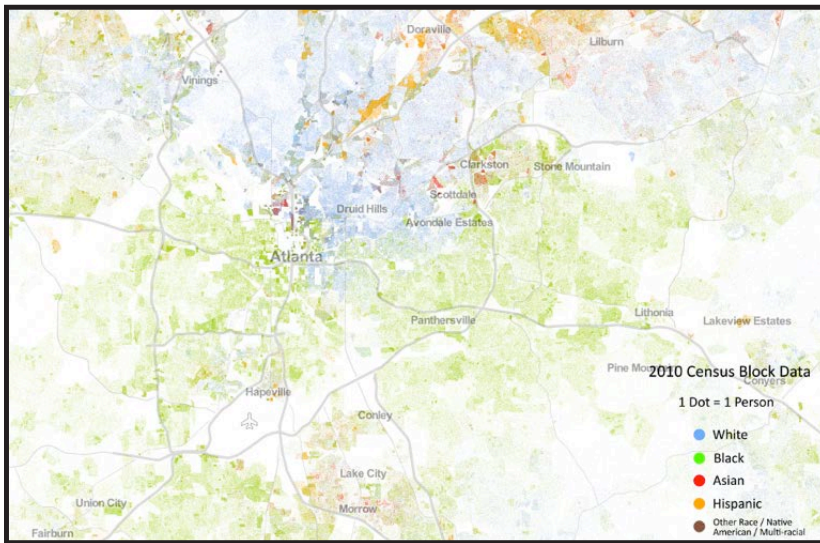 Doraville
Lilburn
Vinings
Clarkston
Stone Mountain
Scottdale
Druid Hills
Avondale Estates
Atlanta
Panthersville
Lithonia
Lakeview Estates
Pine Mountain
2010 Census Block Data
Conyers
Hapeville
1 Dot = 1 Person
Conley
White
Black
Lake City
Asian
Union City
Morrow
Hispanic
Other Race / Native
American / Multi-racial
Fairburn